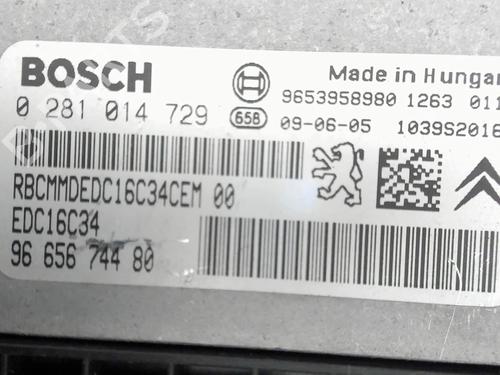 BOSCH
Made in Hungar
0 281 014 729
658
9653958980 1263 011
09-06-05 1039S2016
RBCMMDEDC16C34CEM 00
EDC16C34
96 656 744 80